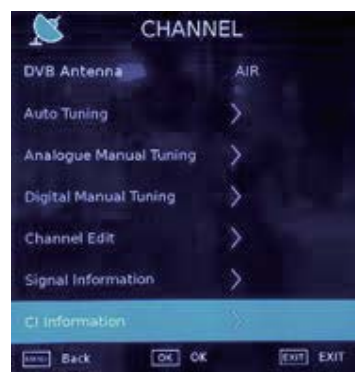 CHANNEL
DVB Antenna AIR
Auto Tuning
Analogue Manual Tuning
Digital Manual Tuning
Channel Edit
Signal Information
CI Information
MENU Back OK OK EXIT EXIT